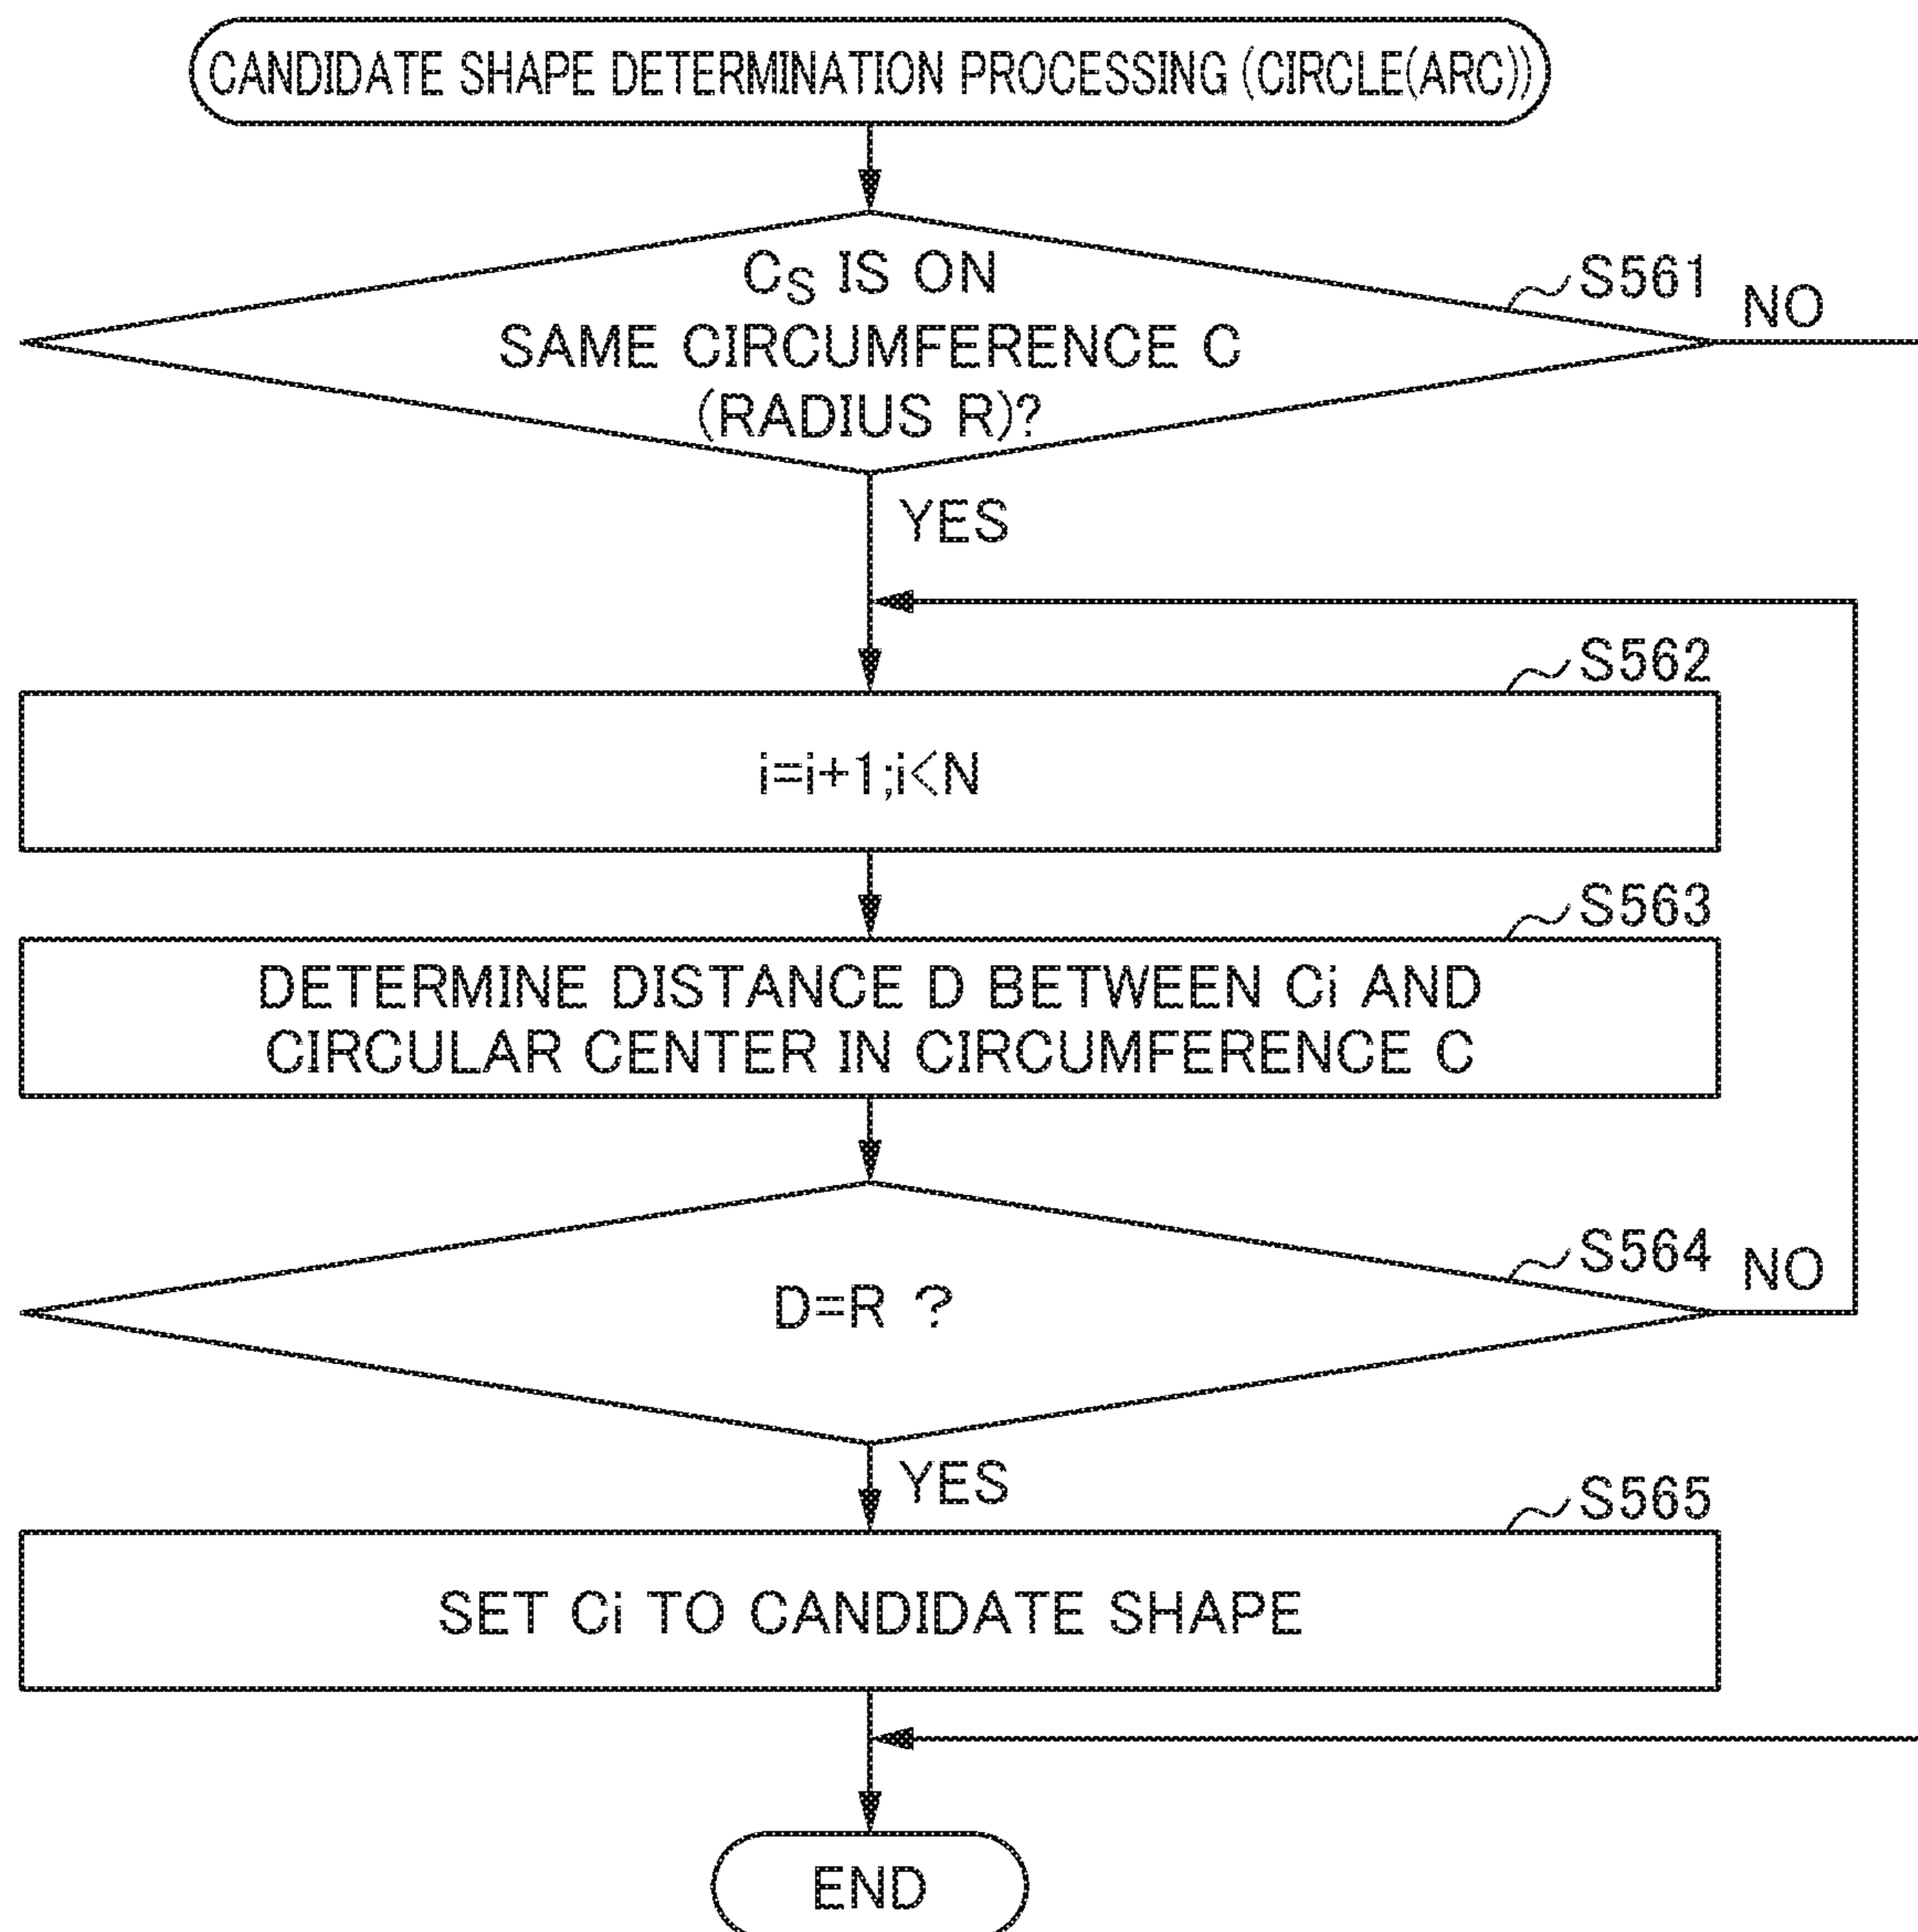 CANDIDATE SHAPE DETERMINATION PROCESSING (CIRCLE(ARC))
CS IS ON
SAME CIRCUMFERENCE C
(RADIUS R)?
S561
NO
YES
S562
i=i+1;i<N
S563
DETERMINE DISTANCE D BETWEEN Ci AND
CIRCULAR CENTER IN CIRCUMFERENCE C
S564
NO
D=R ?
YES
S565
SET Ci TO CANDIDATE SHAPE
END